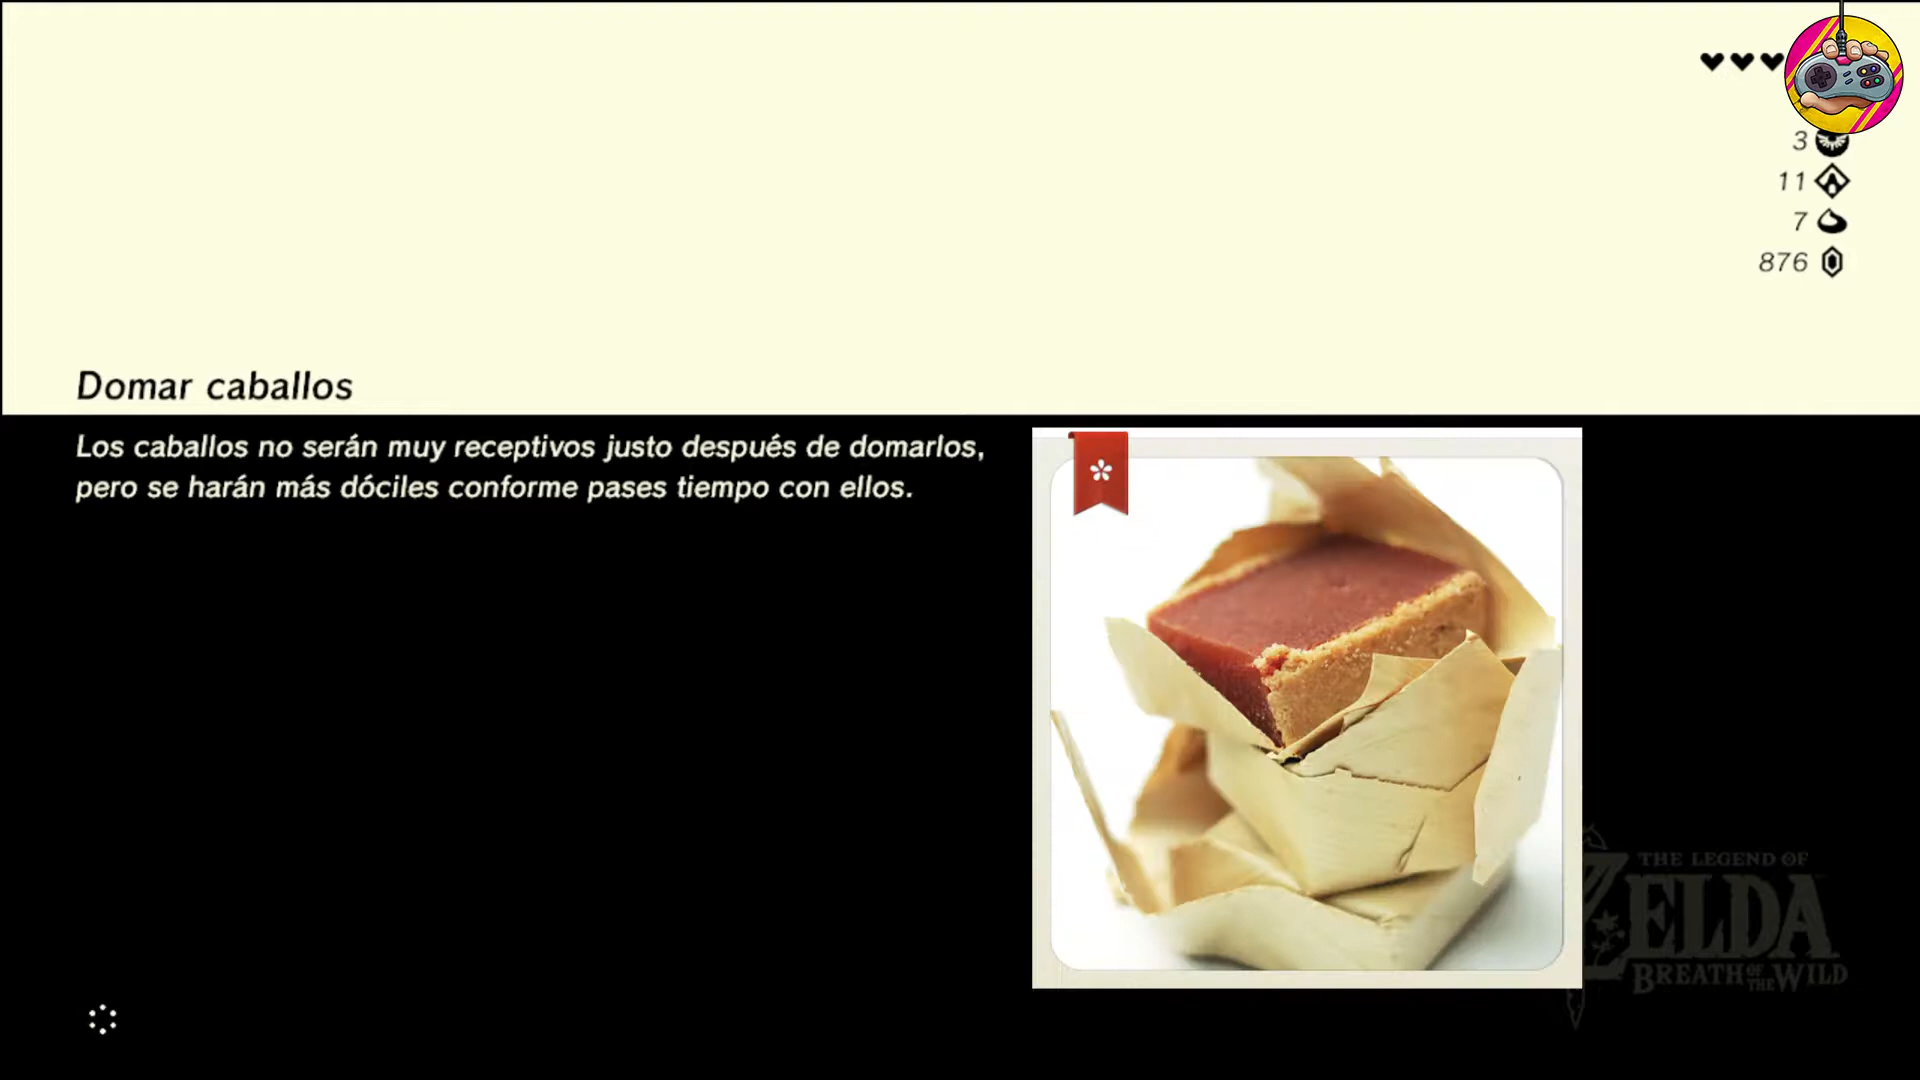 3
11
7
876
Domar caballos
Los caballos no serán muy receptivos justo después de domarlos,
pero se harán más dóciles conforme pases tiempo con ellos.
THE LEGEND OF
ZELDA
BREATH OF THE WILD